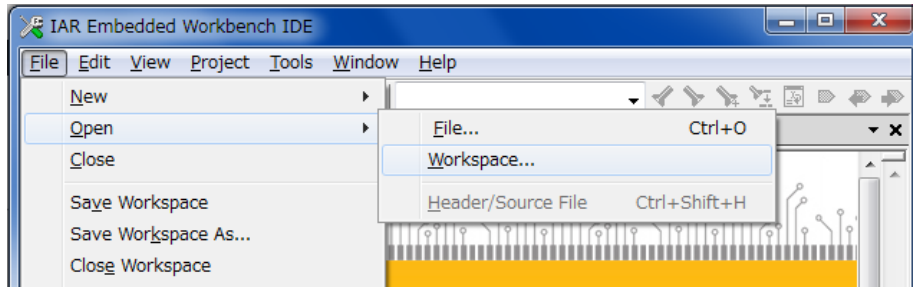 IAR Embedded Workbench IDE
File Edit View Project Tools Window Help
New
Open
File... Ctrl+O
Close
Workspace...
Save Workspace
Header/Source File Ctrl+Shift+H
Save Workspace As...
Close Workspace